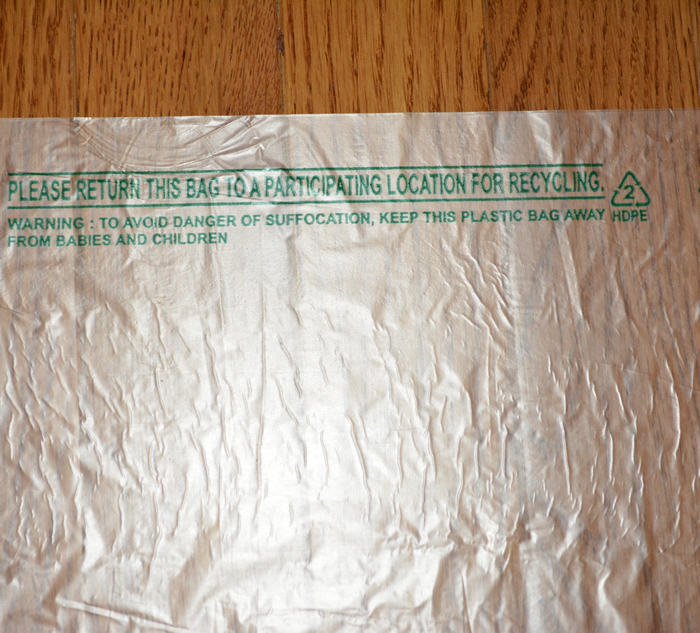 PLEASE RETURN THIS BAG TO A PARTICIPATING LOCATION FOR RECYCLING.
2
WARNING : TO AVOID DANGER OF SUFFOCATION, KEEP THIS PLASTIC BAG AWAY
HDPE
FROM BABIES AND CHILDREN